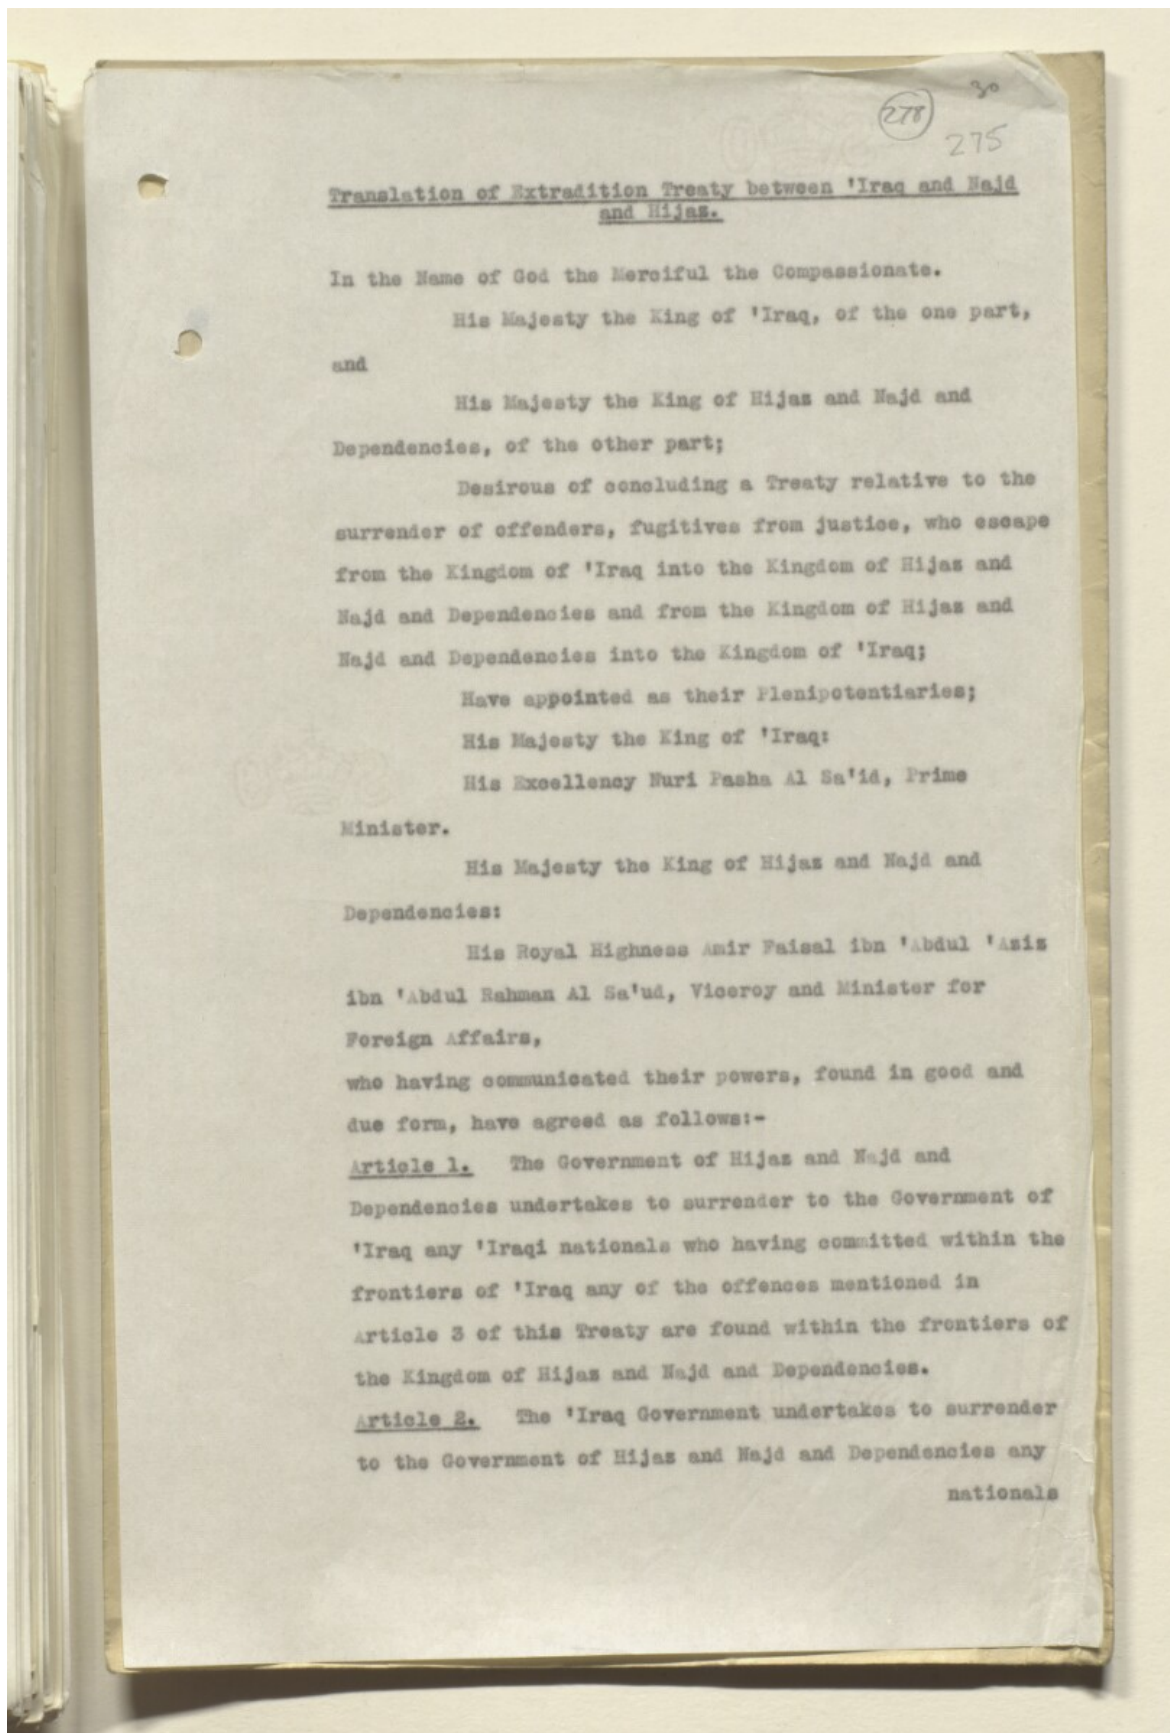 30
278
275
Translation of Extradition Treaty between 'Iraq and Najd
and Hijaz.
In the Name of God the Merciful the Compassionate.
His Majesty the King of 'Iraq, of the one part,
and
His Majesty the King of Hijaz and Najd and
Dependencies, of the other part;
Desirous of concluding a Treaty relative to the
surrender of offenders, fugitives from justice, who escape
from the Kingdom of 'Iraq into the Kingdom of Hijaz and
Najd and Dependencies and from the Kingdom of Hijaz and
Najd and Dependencies into the Kingdom of 'Iraq;
Have appointed as their Plenipotentiaries;
His Majesty the King of 'Iraq:
His Excellency Nuri Pasha Al Sa'id, Prime
Minister.
His Majesty the King of Hijaz and Najd and
Dependencies:
His Royal Highness Amir Faisal ibn 'Abdul 'Aziz
ibn 'Abdul Rahman Al Sa'ud, Viceroy and Minister for
Foreign Affairs,
who having communicated their powers, found in good and
due form, have agreed as follows:-
Article 1. The Government of Hijaz and Najd and
Dependencies undertakes to surrender to the Government of
'Iraq any 'Iraqi nationals who having committed within the
frontiers of 'Iraq any of the offences mentioned in
Article 3 of this Treaty are found within the frontiers of
the Kingdom of Hijaz and Najd and Dependencies.
Article 2. The 'Iraq Government undertakes to surrender
to the Government of Hijaz and Najd and Dependencies any
nationals